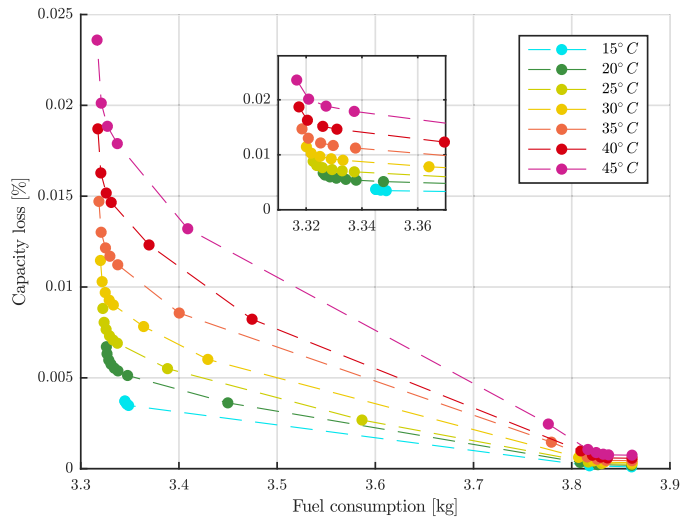 0.025
0.02
0.015
0.01
0.005
0
Capacity loss [%]
3.3
3.4
3.5
3.6
3.7
3.8
3.9
Fuel consumption [kg]
0.02
0.01
0
3.32
3.34
3.36
15° C
20° C
25° C
30° C
35° C
40° C
45° C